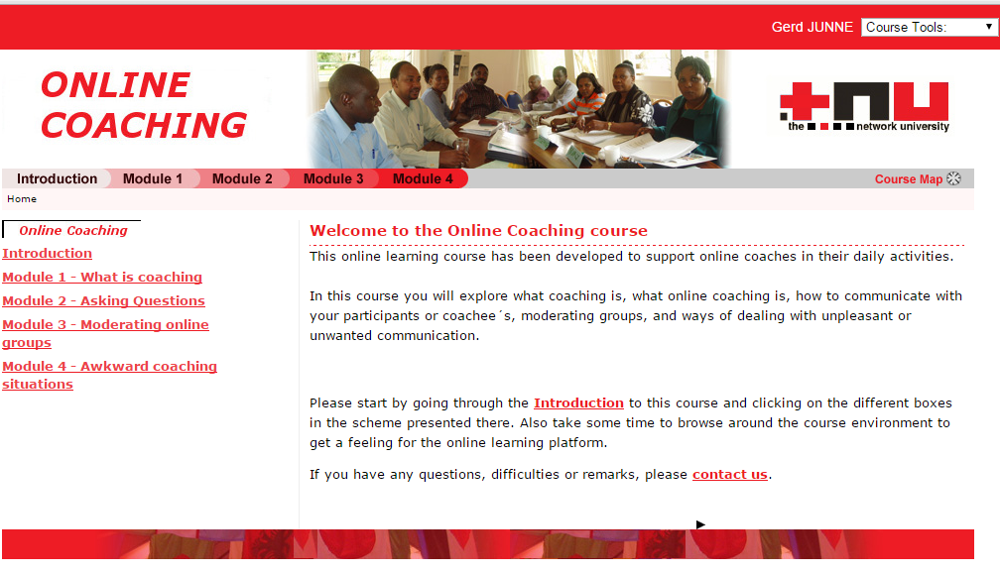 Gerd JUNNE Course Tools:
ONLINE
COACHING
tnu
the network university
Introduction Module 1 Module 2 Module 3 Module 4 Course Map
Home
Online Coaching
Introduction
Module 1 - What is coaching
Module 2 - Asking Questions
Module 3 - Moderating online
groups
Module 4 - Awkward coaching
situations
Welcome to the Online Coaching course
This online learning course has been developed to support online coaches in their daily activities.
In this course you will explore what coaching is, what online coaching is, how to communicate with
your participants or coachee´s, moderating groups, and ways of dealing with unpleasant or
unwanted communication.
Please start by going through the Introduction to this course and clicking on the different boxes
in the scheme presented there. Also take some time to browse around the course environment to
get a feeling for the online learning platform.
If you have any questions, difficulties or remarks, please contact us.